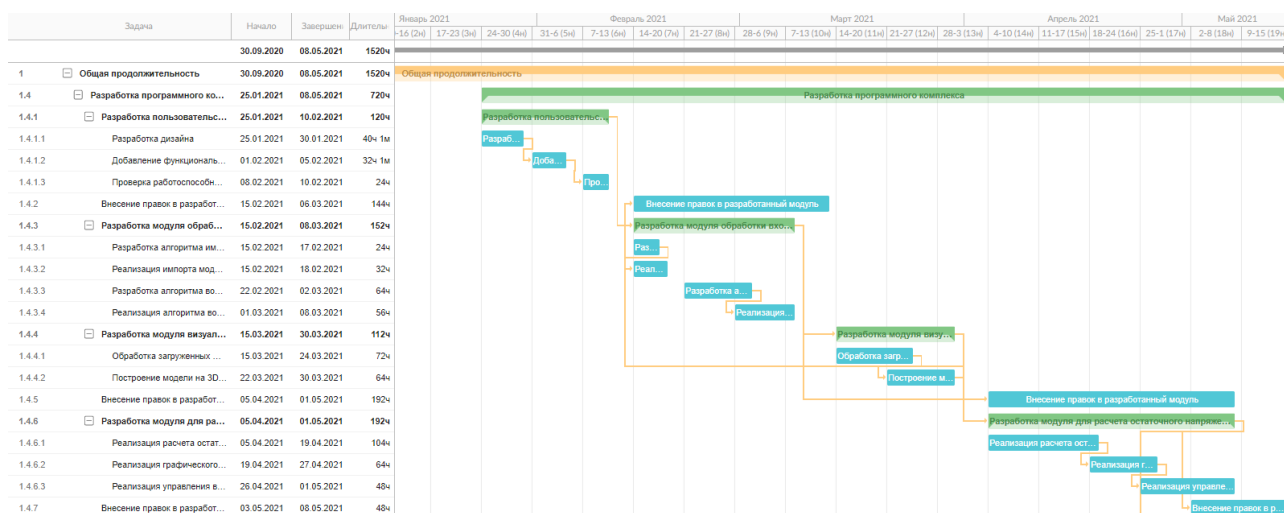 Задача Начало Завершен: Длитель Январь 2021 Февраль 2021 Март 2021 Апрель 2021 Май 2021
-16 (2н) 17-23 (3н) 24-30 (4н) 31-6 (5н) 7-13 (6н) 14-20 (7н) 21-27 (8н) 28-6 (9н) 7-13 (10н) 14-20 (11н) 21-27 (12н) 28-3 (13н) 4-10 (14н) 11-17 (15н) 18-24 (16н) 25-1 (17н) 2-8 (18н) 9-15 (19н
30.09.2020 08.05.2021 1520ч
1 Общая продолжительность 30.09.2020 08.05.2021 1520ч Общая продолжительность
1.4 Разработка программного ко... 25.01.2021 08.05.2021 720ч Разработка программного комплекса
1.4.1 Разработка пользовательс... 25.01.2021 10.02.2021 120ч Разработка пользовательс...
1.4.1.1 Разработка дизайна 25.01.2021 30.01.2021 40ч 1м Разраб...
1.4.1.2 Добавление функциональ... 01.02.2021 05.02.2021 32ч 1м Доба...
1.4.1.3 Проверка работоспособн... 08.02.2021 10.02.2021 24ч Про...
1.4.2 Внесение правок в разработ... 15.02.2021 06.03.2021 144ч Внесение правок в разработанный модуль
1.4.3 Разработка модуля обраб... 15.02.2021 08.03.2021 152ч Разработка модуля обработки вхо...
1.4.3.1 Разработка алгоритма им... 15.02.2021 17.02.2021 24ч Раз...
1.4.3.2 Реализация импорта мод... 15.02.2021 18.02.2021 32ч Реал...
1.4.3.3 Разработка алгоритма во... 22.02.2021 02.03.2021 64ч Разработка а...
1.4.3.4 Реализация алгоритма во... 01.03.2021 08.03.2021 56ч Реализация...
1.4.4 Разработка модуля визуал... 15.03.2021 30.03.2021 112ч Разработка модуля визу...
1.4.4.1 Обработка загруженных ... 15.03.2021 24.03.2021 72ч Обработка загр...
1.4.4.2 Построение модели на 3D... 22.03.2021 30.03.2021 64ч Построение м...
1.4.5 Внесение правок в разработ... 05.04.2021 01.05.2021 192ч Внесение правок в разработанный модуль
1.4.6 Разработка модуля для ра... 05.04.2021 01.05.2021 192ч Разработка модуля для расчета остаточного напряже...
1.4.6.1 Реализация расчета остат... 05.04.2021 19.04.2021 104ч Реализация расчета ост...
1.4.6.2 Реализация графического... 19.04.2021 27.04.2021 64ч Реализация г...
1.4.6.3 Реализация управления в... 26.04.2021 01.05.2021 48ч Реализация управле...
1.4.7 Внесение правок в разработ... 03.05.2021 08.05.2021 48ч Внесение правок в р...